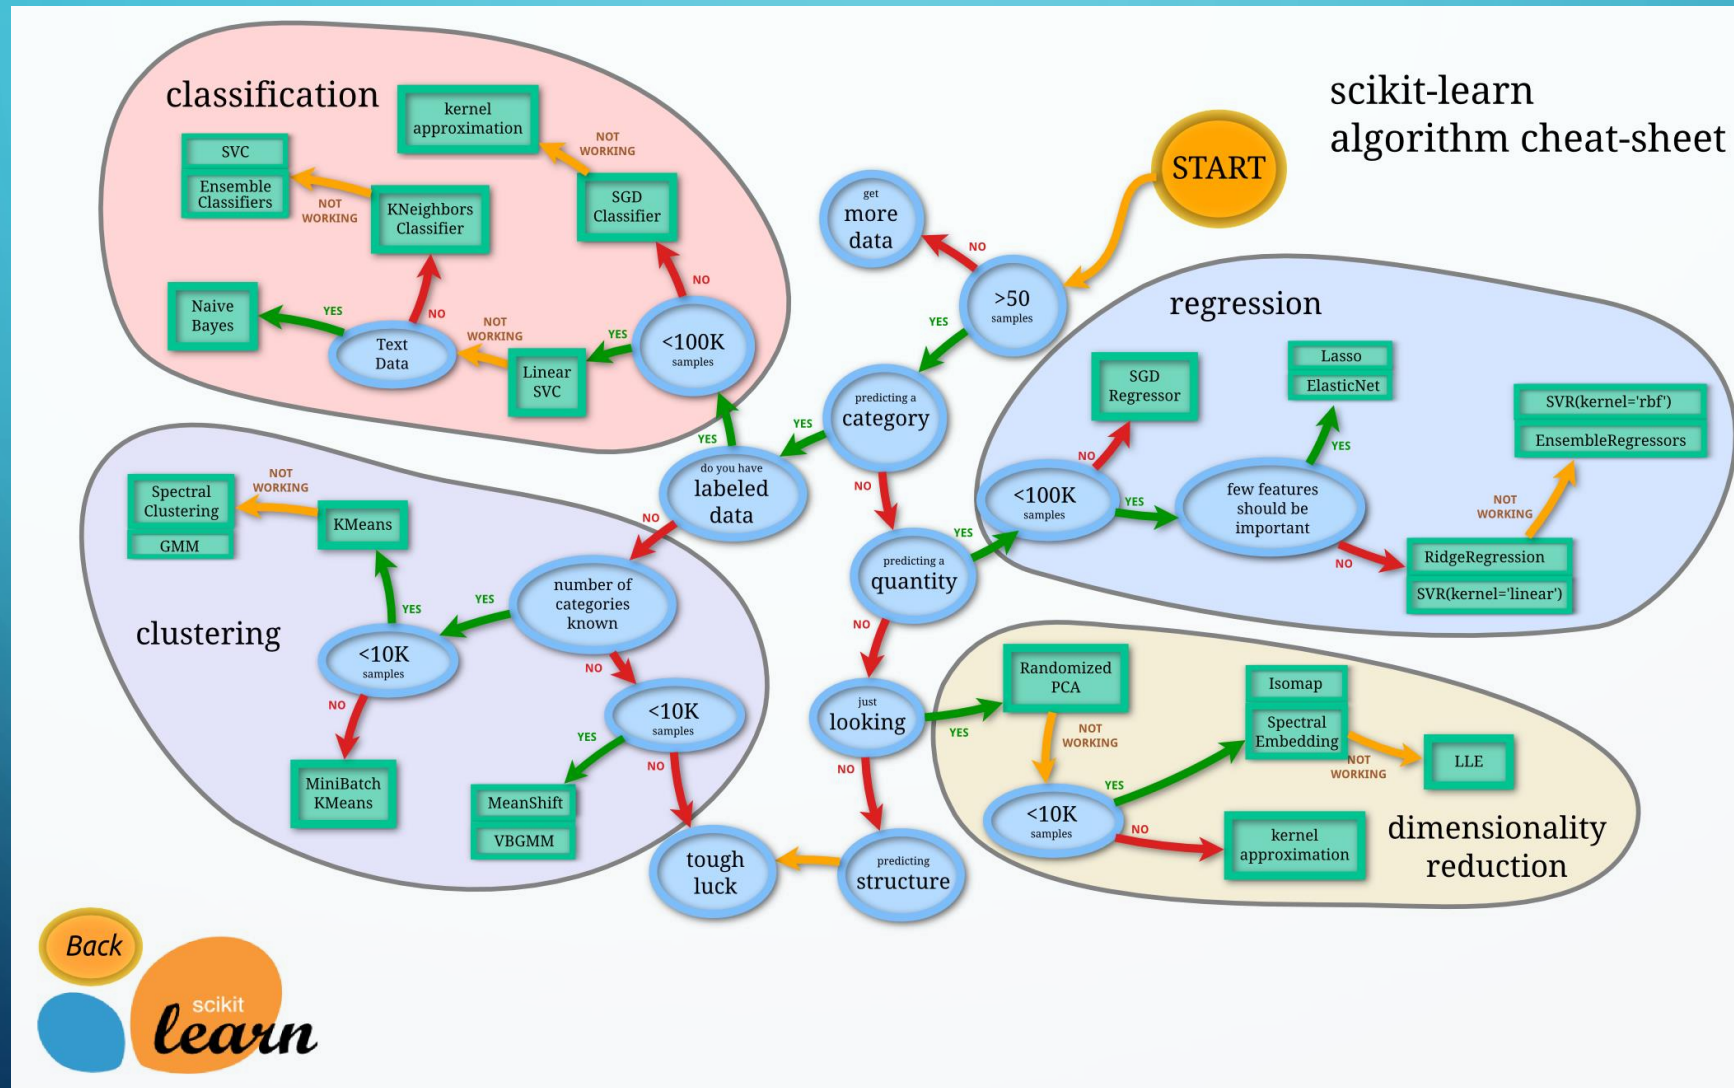 scikit-learn
algorithm cheat-sheet
START
get
more
data
NO
>50
samples
YES
predicting a
category
YES
NO
do you have
labeled
data
YES
NO
predicting a
quantity
YES
NO
just
looking
YES
NO
predicting
structure
tough
luck
classification
kernel
approximation
NOT
WORKING
SVC
Ensemble
Classifiers
NOT
WORKING
KNeighbors
Classifier
SGD
Classifier
NO
Naive
Bayes
YES
NO
Text
Data
NOT
WORKING
Linear
SVC
YES
<100K
samples
regression
SGD
Regressor
NO
<100K
samples
YES
few features
should be
important
YES
Lasso
ElasticNet
NO
RidgeRegression
SVR(kernel='linear')
NOT
WORKING
SVR(kernel='rbf')
EnsembleRegressors
clustering
Spectral
Clustering
GMM
NOT
WORKING
KMeans
YES
<10K
samples
YES
number of
categories
known
NO
NO
MiniBatch
KMeans
<10K
samples
YES
NO
MeanShift
VBGMM
dimensionality
reduction
Randomized
PCA
NOT
WORKING
<10K
samples
YES
NO
Isomap
Spectral
Embedding
NOT
WORKING
LLE
kernel
approximation
Back
scikit
learn